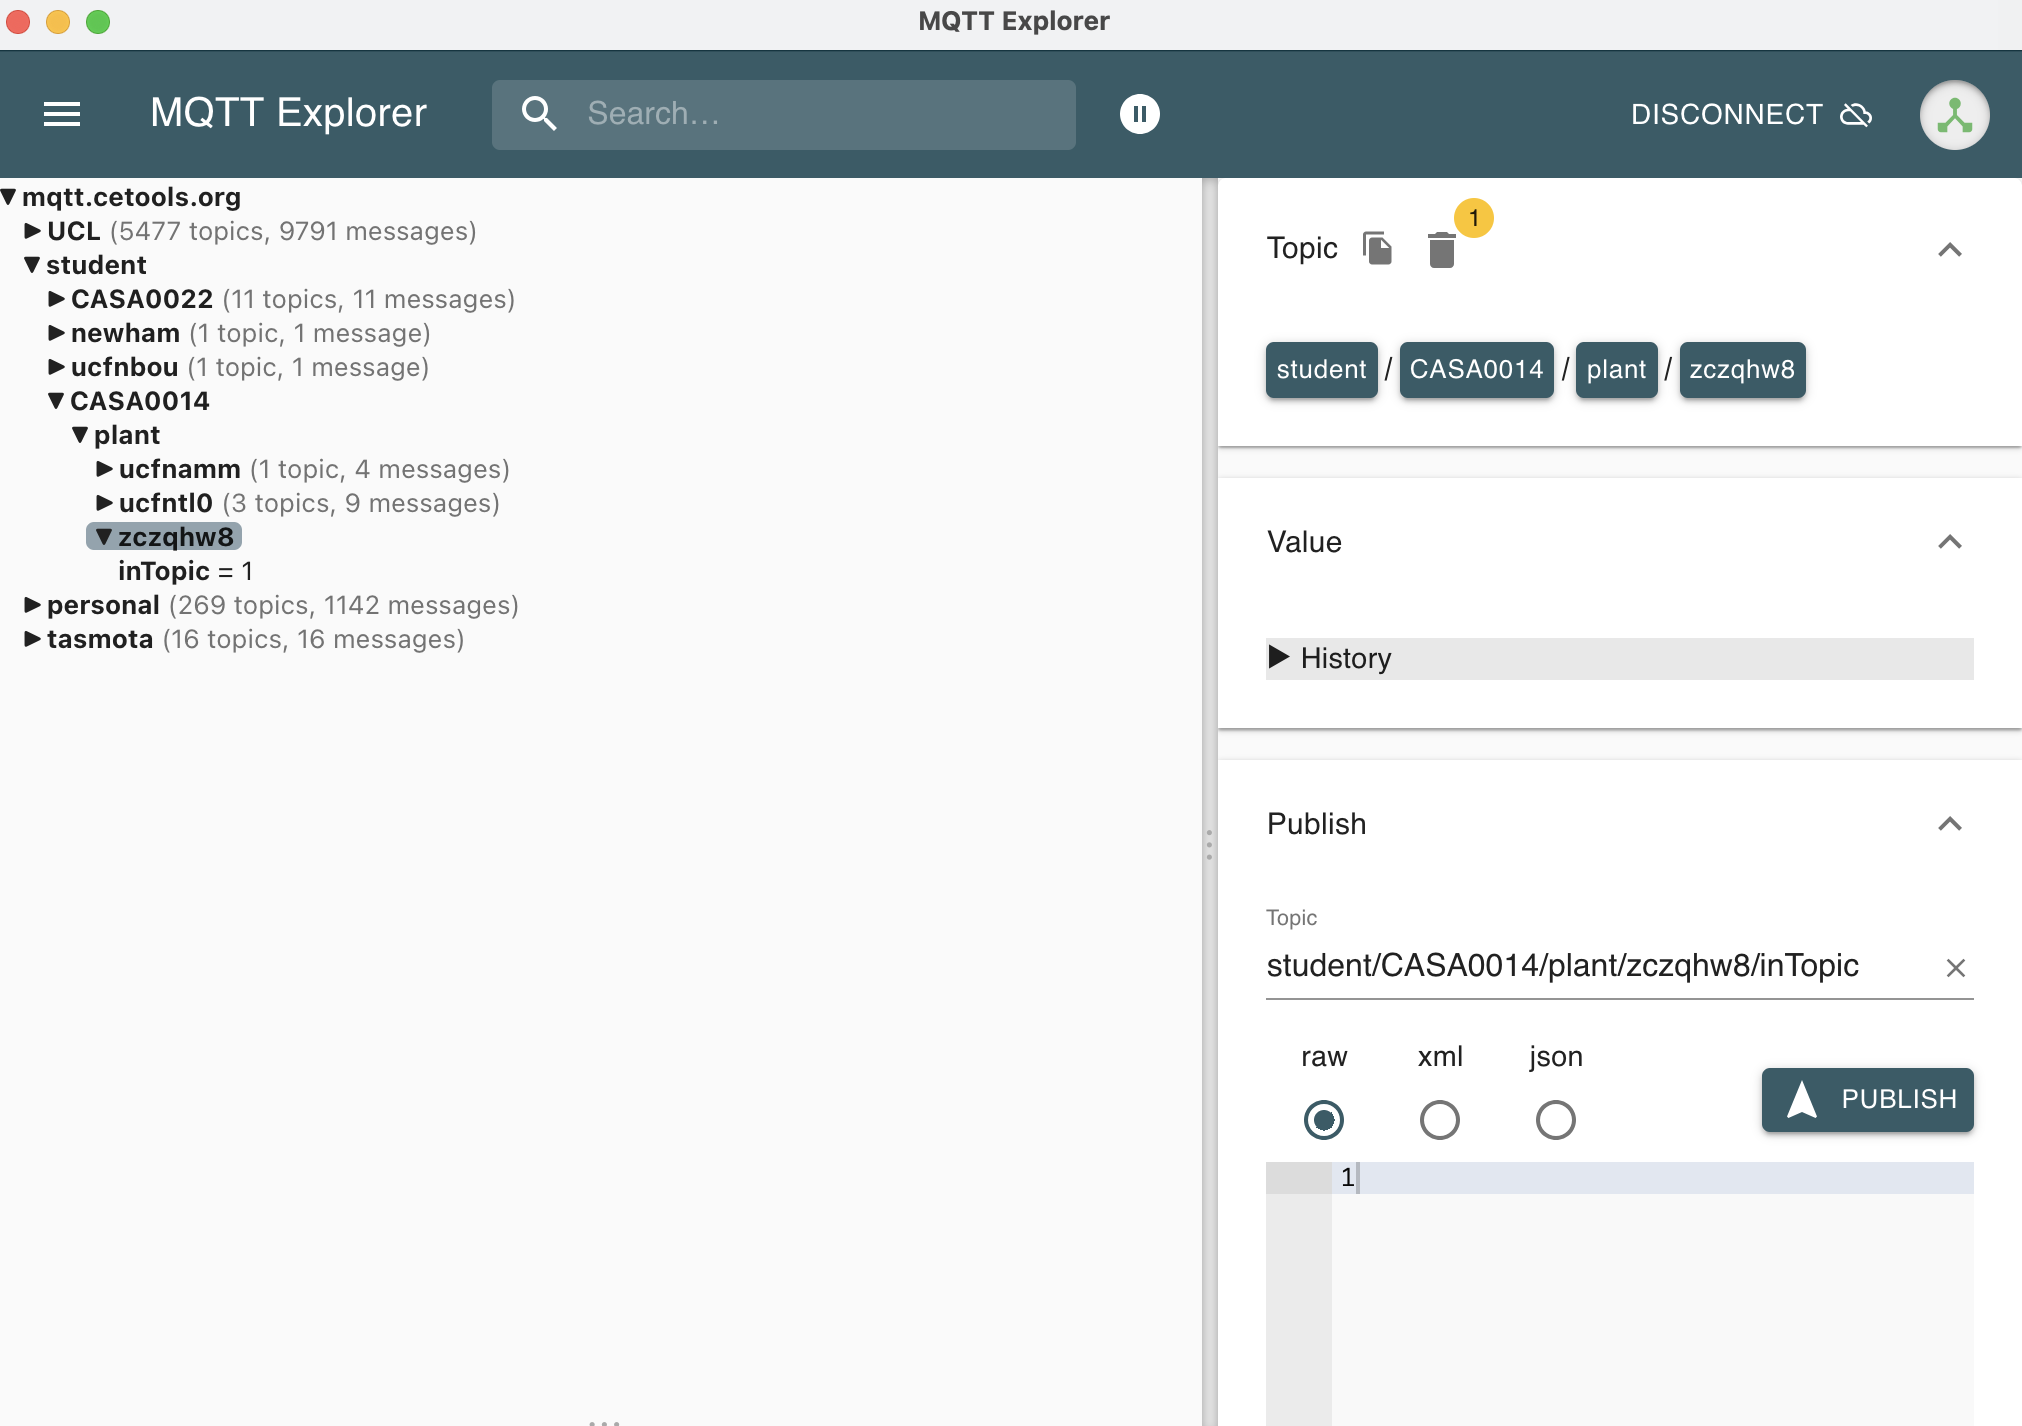 MQTT Explorer
MQTT Explorer
Search...
DISCONNECT
mqtt.cetools.org
UCL (5477 topics, 9791 messages)
student
CASA0022 (11 topics, 11 messages)
newham (1 topic, 1 message)
ucfnbou (1 topic, 1 message)
CASA0014
plant
ucfnamm (1 topic, 4 messages)
ucfntl0 (3 topics, 9 messages)
zczqhw8
inTopic = 1
personal (269 topics, 1142 messages)
tasmota (16 topics, 16 messages)
Topic 1
student / CASA0014 / plant / zczqhw8
Value
History
Publish
Topic
student/CASA0014/plant/zczqhw8/inTopic
raw xml json
PUBLISH
1